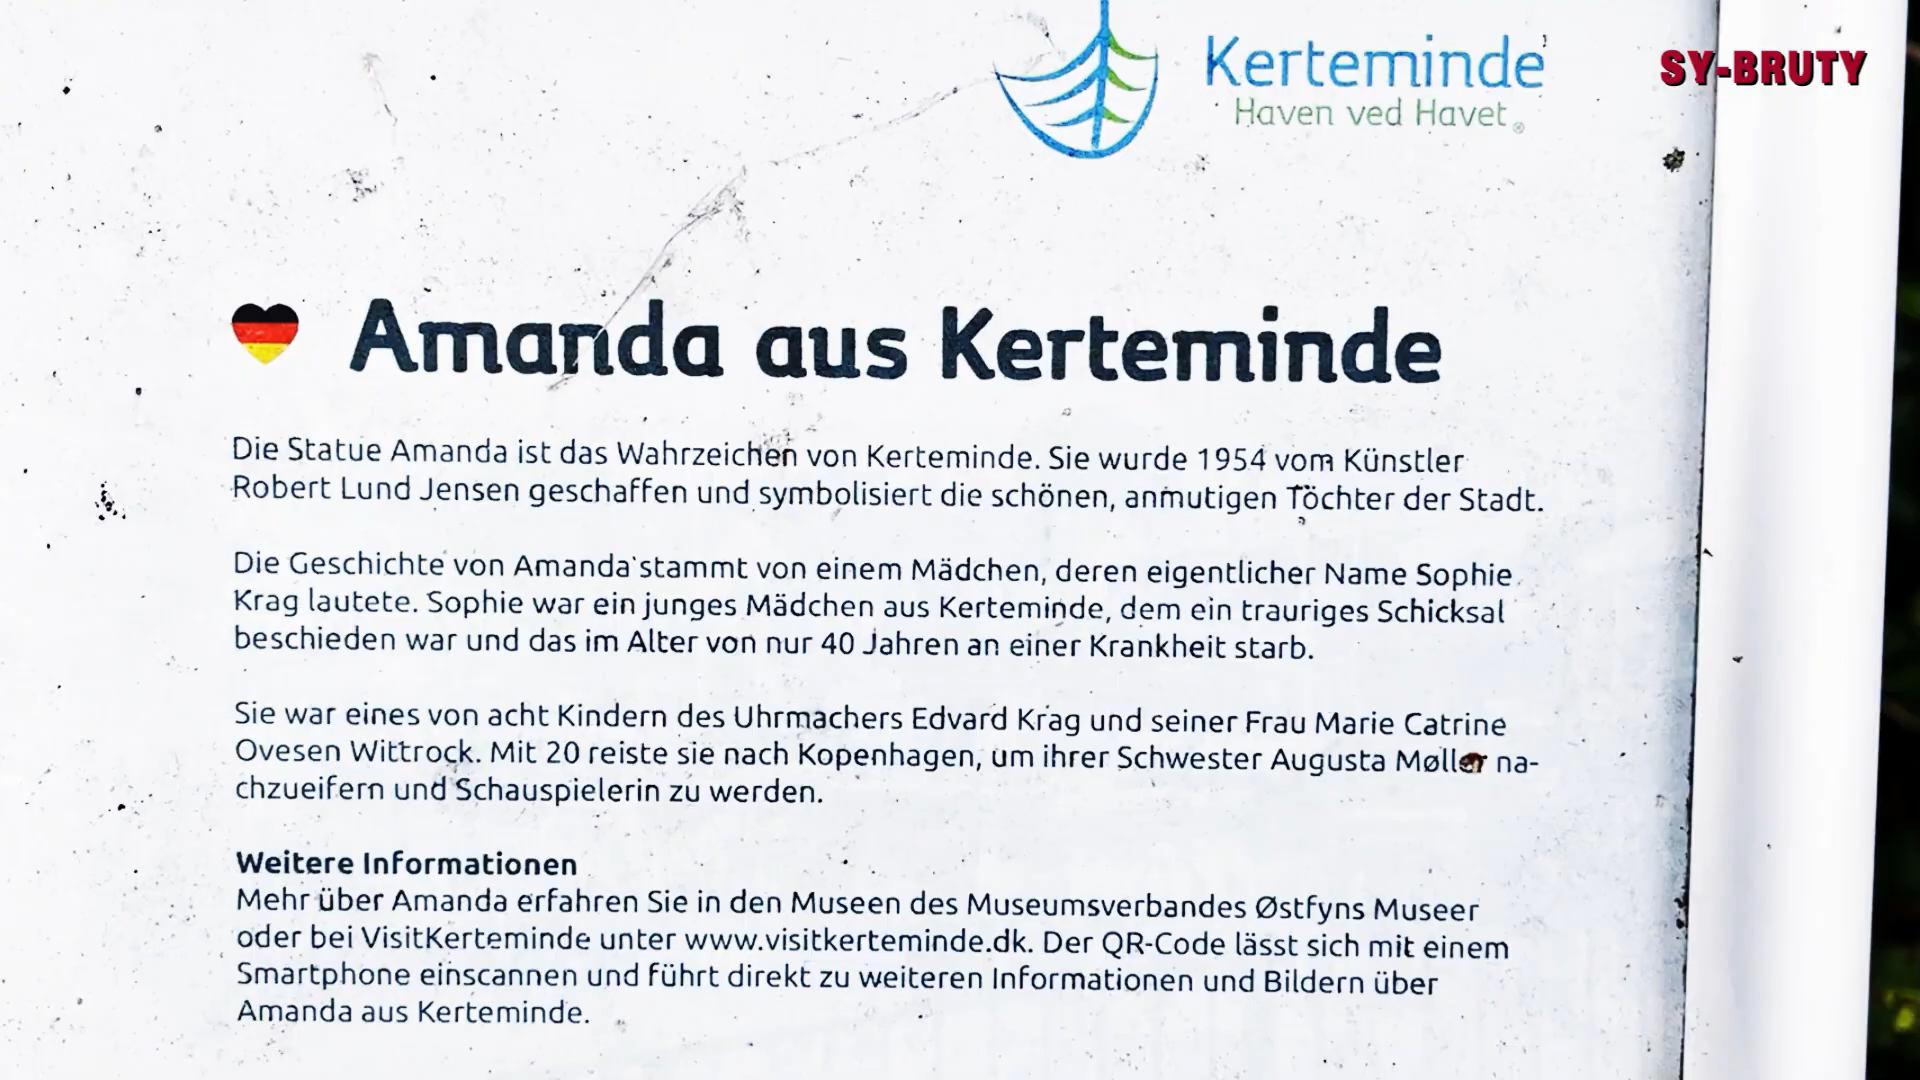 Kerteminde
Haven ved Havet®
SY-BRUTY
Amanda aus Kerteminde
Die Statue Amanda ist das Wahrzeichen von Kerteminde. Sie wurde 1954 vom Künstler
Robert Lund Jensen geschaffen und symbolisiert die schönen, anmutigen Töchter der Stadt.
Die Geschichte von Amanda stammt von einem Mädchen, deren eigentlicher Name Sophie
Krag lautete. Sophie war ein junges Mädchen aus Kerteminde, dem ein trauriges Schicksal
beschieden war und das im Alter von nur 40 Jahren an einer Krankheit starb.
Sie war eines von acht Kindern des Uhrmachers Edvard Krag und seiner Frau Marie Catrine
Ovesen Wittrock. Mit 20 reiste sie nach Kopenhagen, um ihrer Schwester Augusta Møller na-
chzueifern und Schauspielerin zu werden.
Weitere Informationen
Mehr über Amanda erfahren Sie in den Museen des Museumsverbandes Østfyns Museer
oder bei VisitKerteminde unter www.visitkerteminde.dk. Der QR-Code lässt sich mit einem
Smartphone einscannen und führt direkt zu weiteren Informationen und Bildern über
Amanda aus Kerteminde.